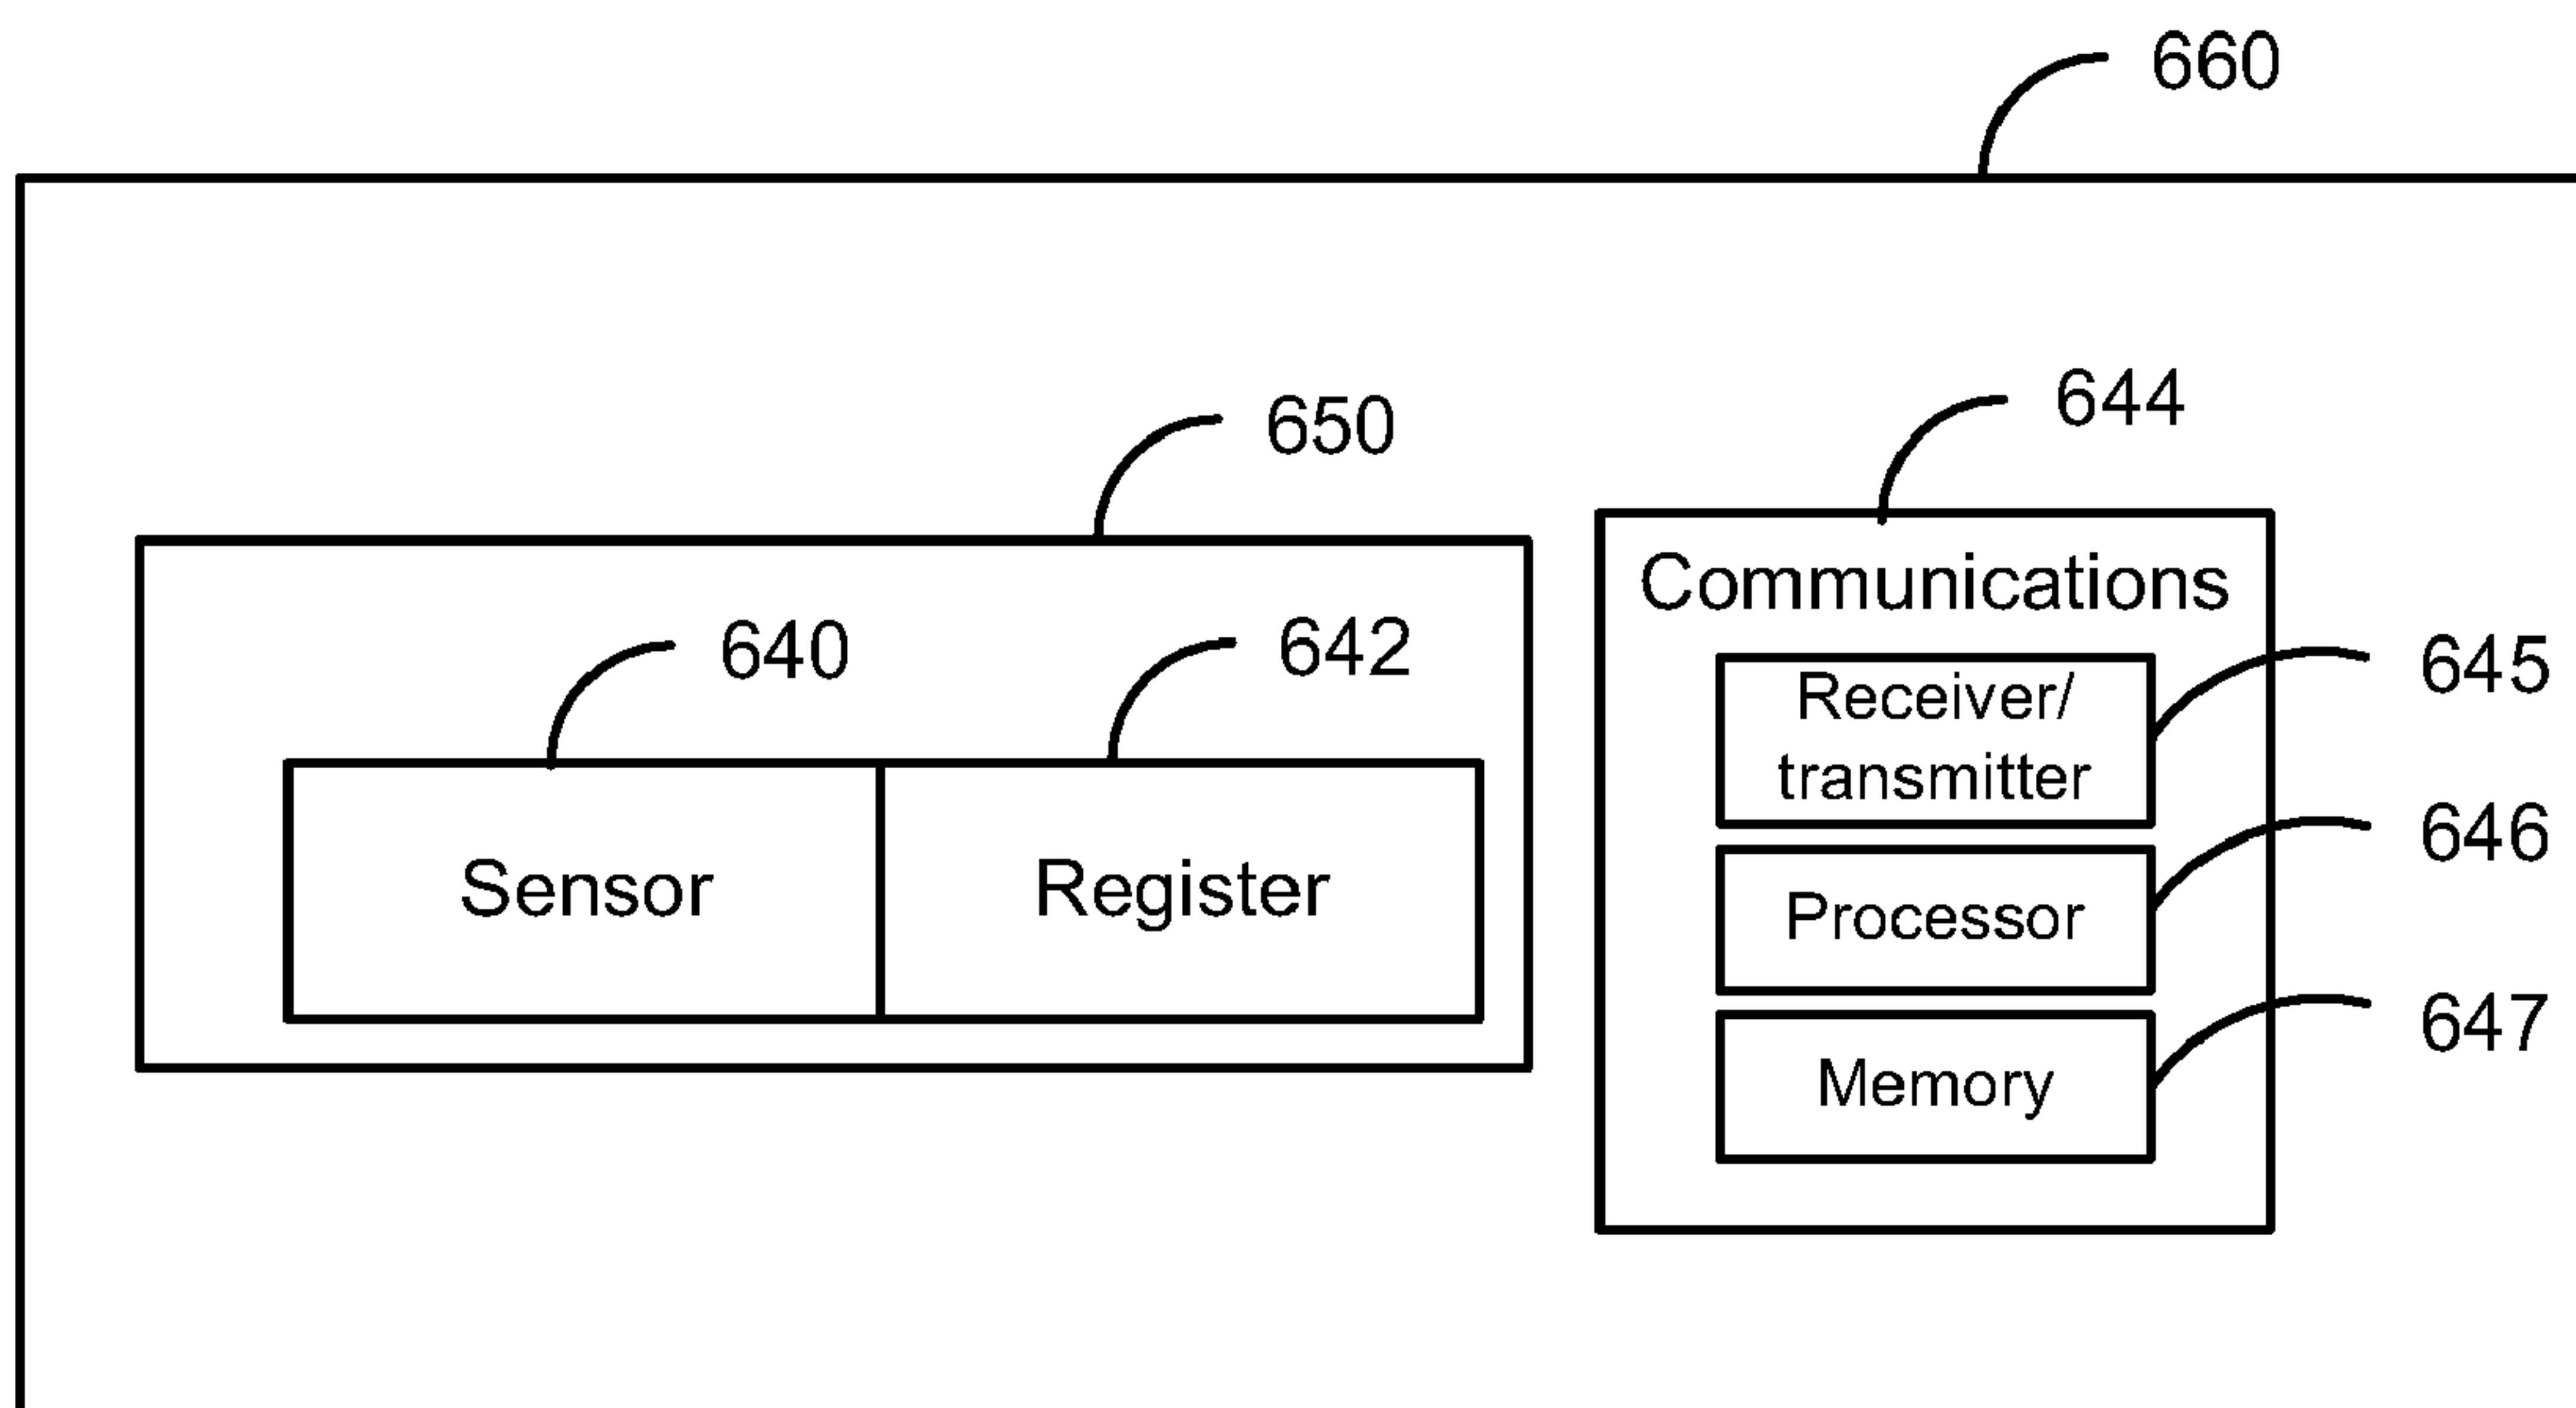 660
650
644
Communications
640
642
645
Receiver/
transmitter
646
Sensor
Register
Processor
647
Memory